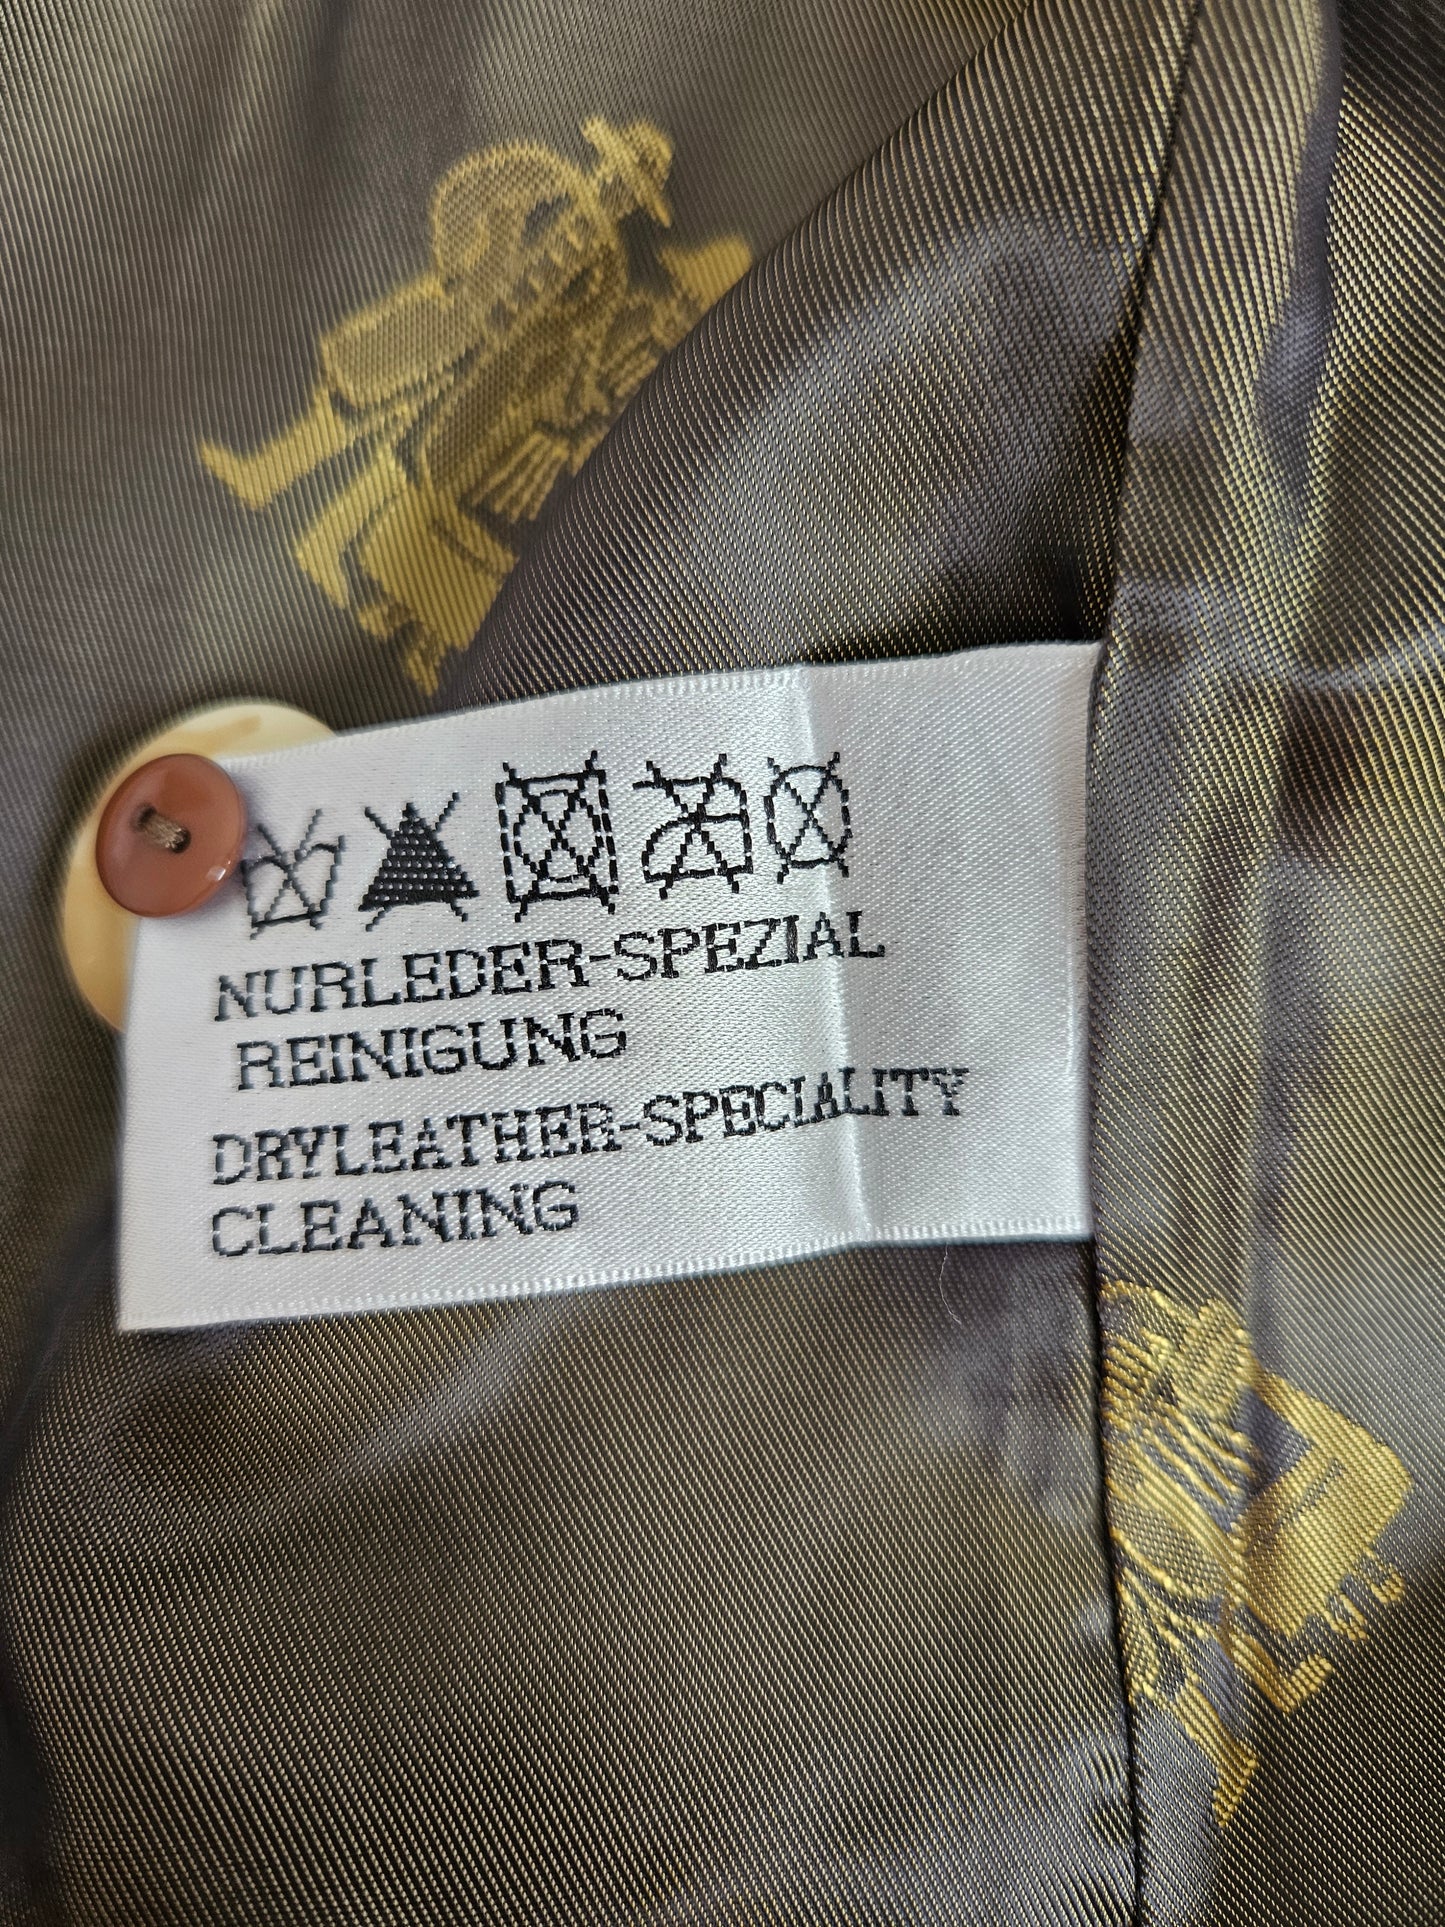 NURLEDER-SPEZIAL
REINIGUNG
DRYLEATHER-SPECIALITY
CLEANING